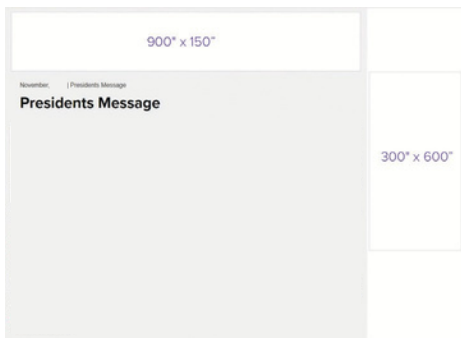 900" x 150"
November, | Presidents Message
Presidents Message
300" x 600"